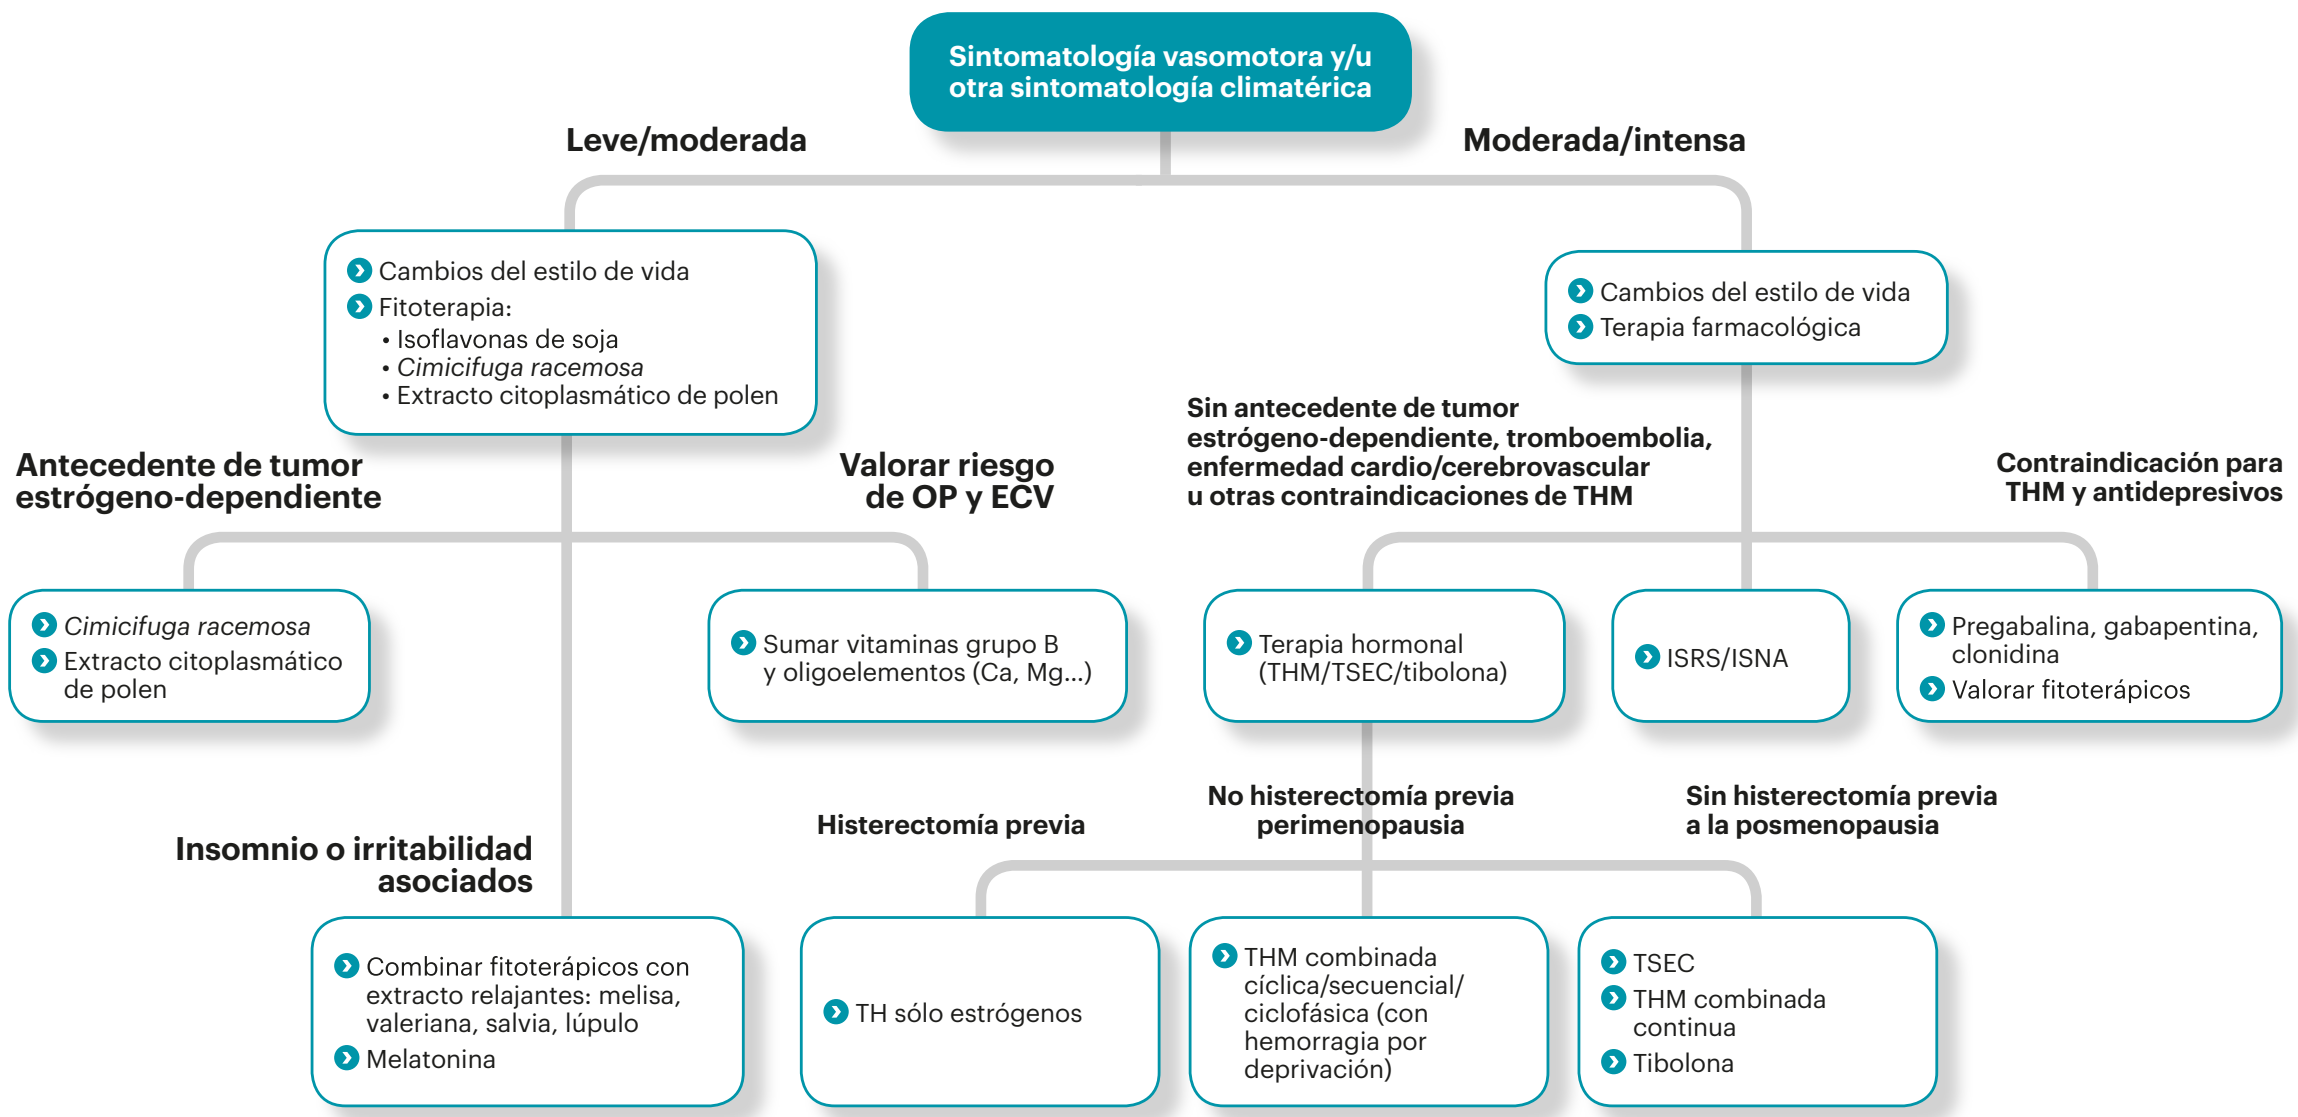 Sintomatología vasomotora y/u
otra sintomatología climatérica
Leve/moderada
Moderada/intensa
Cambios del estilo de vida
Fitoterapia:
• Isoflavonas de soja
• Cimicifuga racemosa
• Extracto citoplasmático de polen
Cambios del estilo de vida
Terapia farmacológica
Antecedente de tumor
estrógeno-dependiente
Valorar riesgo
de OP y ECV
Sin antecedente de tumor
estrógeno-dependiente, tromboembolia,
enfermedad cardio/cerebrovascular
u otras contraindicaciones de THM
Contraindicación para
THM y antidepresivos
Cimicifuga racemosa
Extracto citoplasmático
de polen
Sumar vitaminas grupo B
y oligoelementos (Ca, Mg...)
Terapia hormonal
(THM/TSEC/tibolona)
ISRS/ISNA
Pregabalina, gabapentina,
clonidina
Valorar fitoterápicos
Insomnio o irritabilidad
asociados
Histerectomía previa
No histerectomía previa
perimenopausia
Sin histerectomía previa
a la posmenopausia
Combinar fitoterápicos con
extracto relajantes: melisa,
valeriana, salvia, lúpulo
Melatonina
TH sólo estrógenos
THM combinada
cíclica/secuencial/
ciclofásica (con
hemorragia por
deprivación)
TSEC
THM combinada
continua
Tibolona